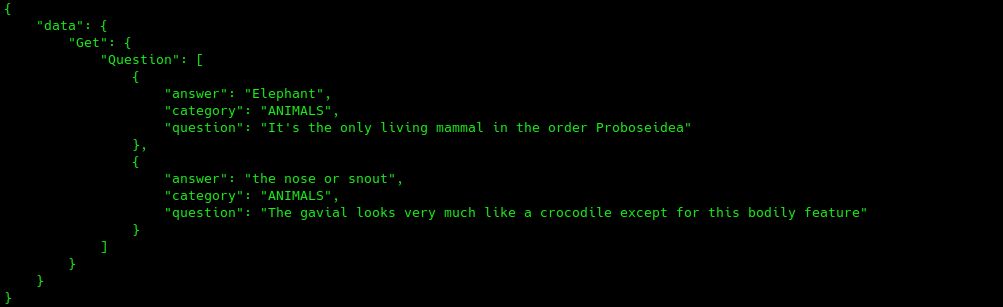 {
    "data": {
        "Get": {
            "Question": [
                {
                    "answer": "Elephant",
                    "category": "ANIMALS",
                    "question": "It's the only living mammal in the order Proboseidea"
                },
                {
                    "answer": "the nose or snout",
                    "category": "ANIMALS",
                    "question": "The gavial looks very much like a crocodile except for this bodily feature"
                }
            ]
        }
    }
}